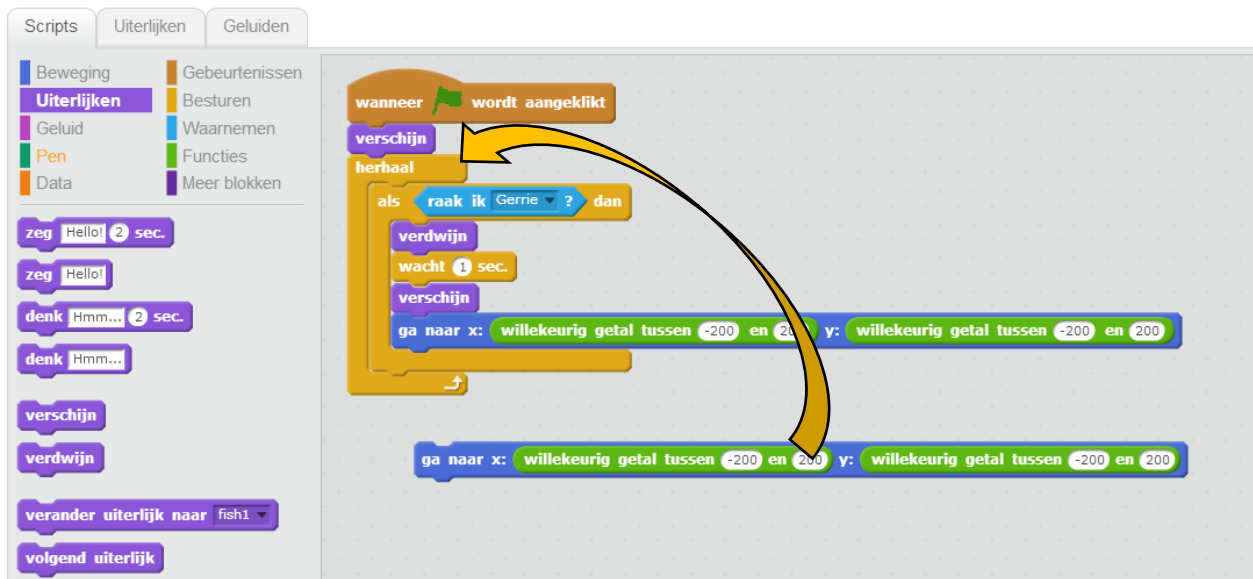 Scripts Uiterlijken Geluiden
Beweging Gebeurtenissen
Uiterlijken Besturen
Geluid Waarnemen
Pen Functies
Data Meer blokken
zeg Hello! 2 sec.
zeg Hello!
denk Hmm... 2 sec.
denk Hmm...
verschijn
verdwijn
verander uiterlijk naar fish1
volgend uiterlijk
wanneer wordt aangeklikt
verschijn
herhaal
als raak ik Gerrie ? dan
verdwijn
wacht 1 sec.
verschijn
ga naar x: willekeurig getal tussen -200 en 200 y: willekeurig getal tussen -200 en 200
ga naar x: willekeurig getal tussen -200 en 200 y: willekeurig getal tussen -200 en 200